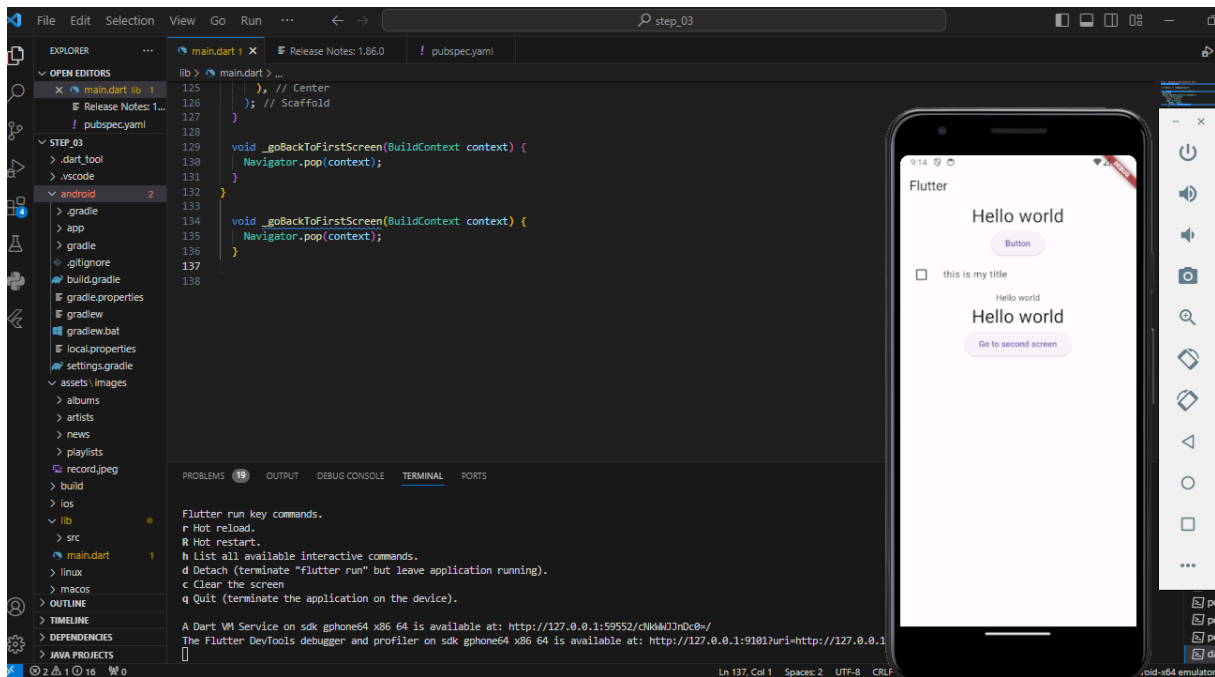 File Edit Selection View Go Run ··· ← → step_03
EXPLORER ···
OPEN EDITORS
main.dart lib 1
Release Notes: 1...
! pubspec.yaml
STEP_03
.dart_tool
.vscode
android 2
.gradle
app
gradle
.gitignore
build.gradle
gradle.properties
gradlew
gradlew.bat
local.properties
settings.gradle
assets\images
albums
artists
news
playlists
record.jpeg
build
ios
lib
src
main.dart 1
linux
macos
OUTLINE
TIMELINE
DEPENDENCIES
JAVA PROJECTS
4
main.dart 1 Release Notes: 1.86.0 ! pubspec.yaml
lib > main.dart > ...
125 ), // Center
126 ); // Scaffold
127 }
128
129 void _goBackToFirstScreen(BuildContext context) {
130 Navigator.pop(context);
131 }
132 }
133
134 void _goBackToFirstScreen(BuildContext context) {
135 Navigator.pop(context);
136 }
137
138
PROBLEMS 19 OUTPUT DEBUG CONSOLE TERMINAL PORTS
Flutter run key commands.
r Hot reload.
R Hot restart.
h List all available interactive commands.
d Detach (terminate "flutter run" but leave application running).
c Clear the screen
q Quit (terminate the application on the device).
A Dart VM Service on sdk gphone64 x86 64 is available at:
The Flutter DevTools debugger and profiler on sdk gphone64 x86 64 is available at: http://127.0.0.1:9101?uri=http://127.0.0.1
9:14
DEBUG
Flutter
Hello world
Button
this is my title
Hello world
Hello world
Go to second screen
2 1 16 0
Ln 137, Col 1 Spaces: 2 UTF-8 CRLF
oid-x64 emulator